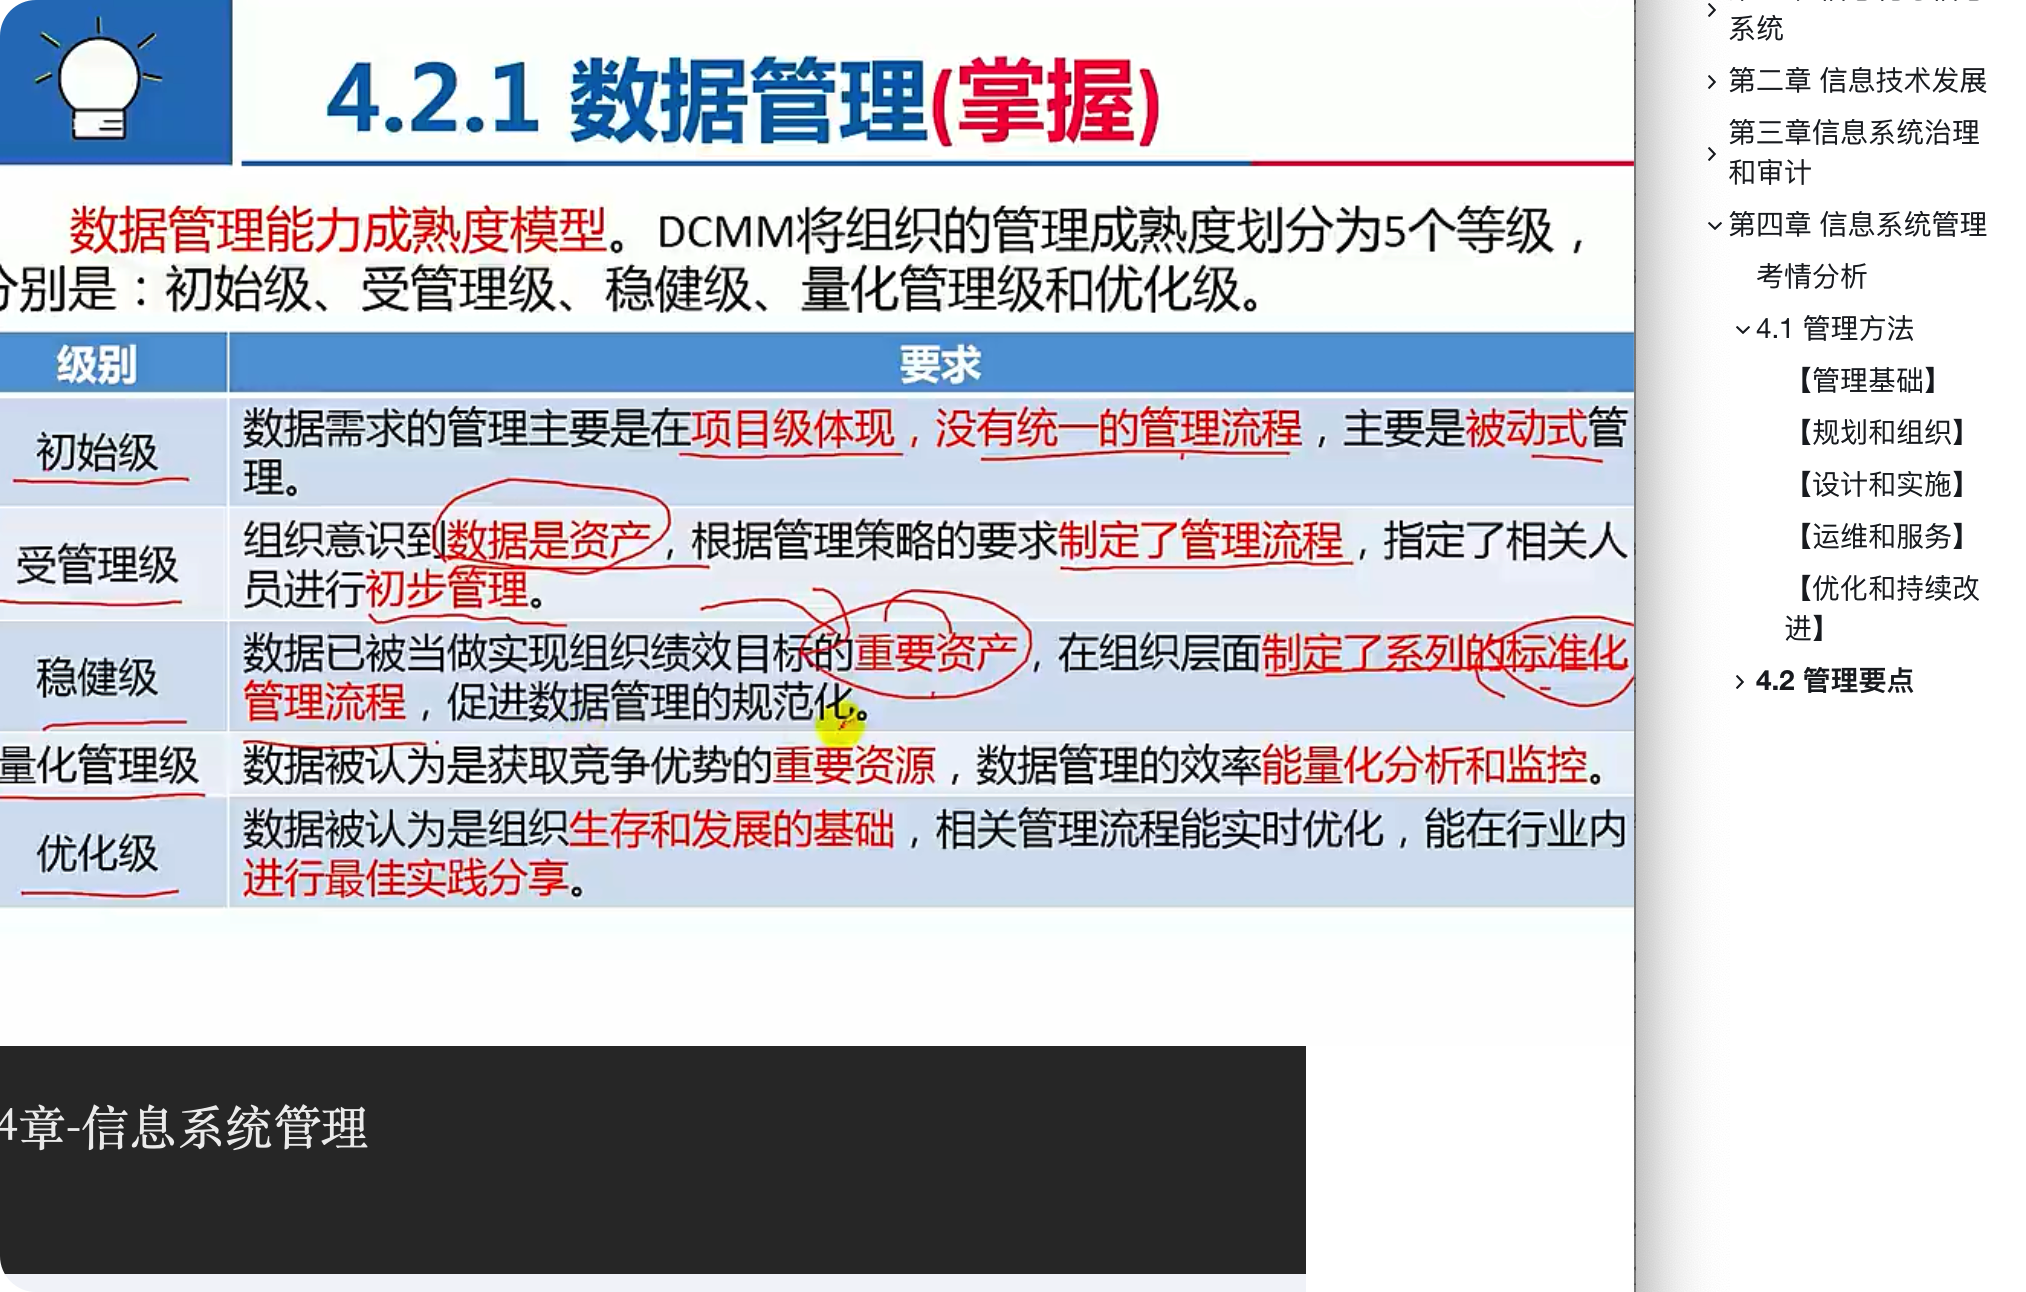 4.2.1 数据管理(掌握)
数据管理能力成熟度模型。DCMM将组织的管理成熟度划分为5个等级，
分别是：初始级、受管理级、稳健级、量化管理级和优化级。
级别 要求
初始级 数据需求的管理主要是在项目级体现，没有统一的管理流程，主要是被动式管
理。
受管理级 组织意识到数据是资产，根据管理策略的要求制定了管理流程，指定了相关人
员进行初步管理。
稳健级 数据已被当做实现组织绩效目标的重要资产，在组织层面制定了系列的标准化
管理流程，促进数据管理的规范化。
量化管理级 数据被认为是获取竞争优势的重要资源，数据管理的效率能量化分析和监控。
优化级 数据被认为是组织生存和发展的基础，相关管理流程能实时优化，能在行业内
进行最佳实践分享。
4章-信息系统管理
系统
第二章 信息技术发展
第三章信息系统治理
和审计
第四章 信息系统管理
考情分析
4.1 管理方法
【管理基础】
【规划和组织】
【设计和实施】
【运维和服务】
【优化和持续改
进】
4.2 管理要点